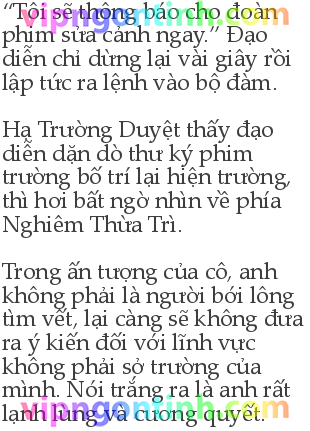 “Tôi sẽ thông báo cho đoàn
vipngontinh.com
phim sửa cảnh ngay.” Đạo
diễn chỉ dừng lại vài giây rồi
lập tức ra lệnh vào bộ đàm.
Hạ Trường Duyệt thấy đạo
diễn dặn dò thư ký phim
trường bố trí lại hiện trường,
thì hơi bất ngờ nhìn về phía
Nghiêm Thừa Trì.
Trong ấn tượng của cô, anh
không phải là người bới lông
tìm vết, lại càng sẽ không đưa
ra ý kiến đối với lĩnh vực
không phải sở trường của
mình. Nói trắng ra là anh rất
lạnh lùng và cương quyết.
vipngontinh.com